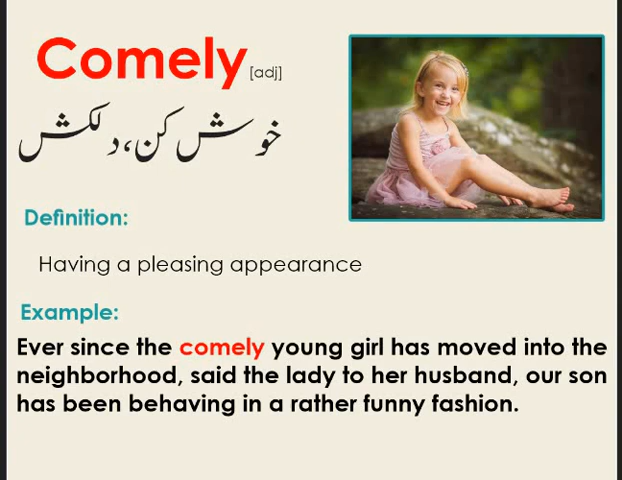 Comely [adj]
خوش کن، دلکش
Definition:
Having a pleasing appearance
Example:
Ever since the comely young girl has moved into the
neighborhood, said the lady to her husband, our son
has been behaving in a rather funny fashion.